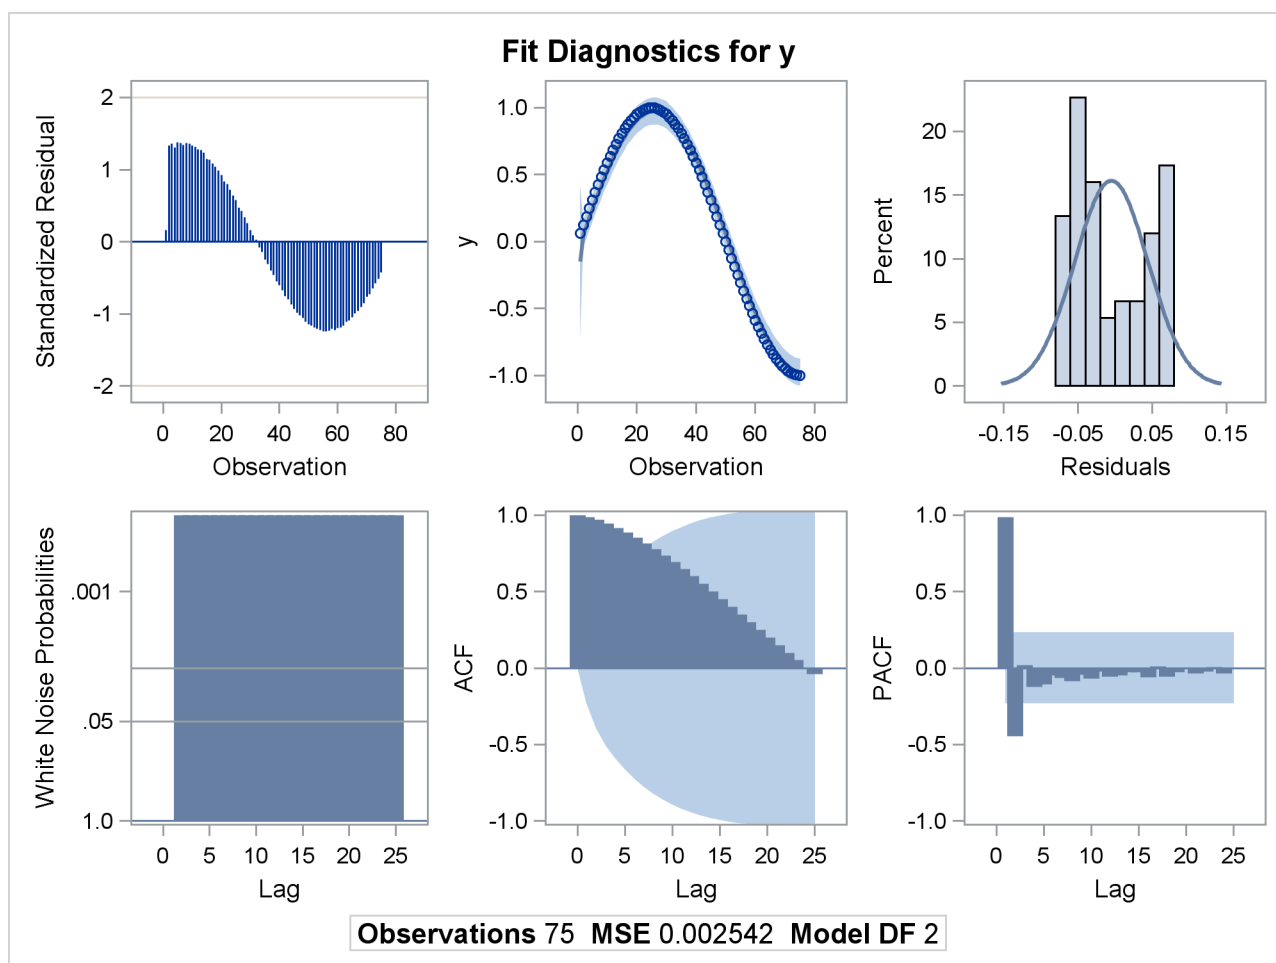 Fit Diagnostics for y
Standardized Residual
2
1
0
-1
-2
0 20 40 60 80
Observation
y
1.0
0.5
0.0
-0.5
-1.0
0 20 40 60 80
Observation
Percent
20
15
10
5
0
-0.15 -0.05 0.05 0.15
Residuals
White Noise Probabilities
.001
.05
1.0
0 5 10 15 20 25
Lag
ACF
1.0
0.5
0.0
-0.5
-1.0
0 5 10 15 20 25
Lag
PACF
1.0
0.5
0.0
-0.5
-1.0
0 5 10 15 20 25
Lag
Observations 75 MSE 0.002542 Model DF 2